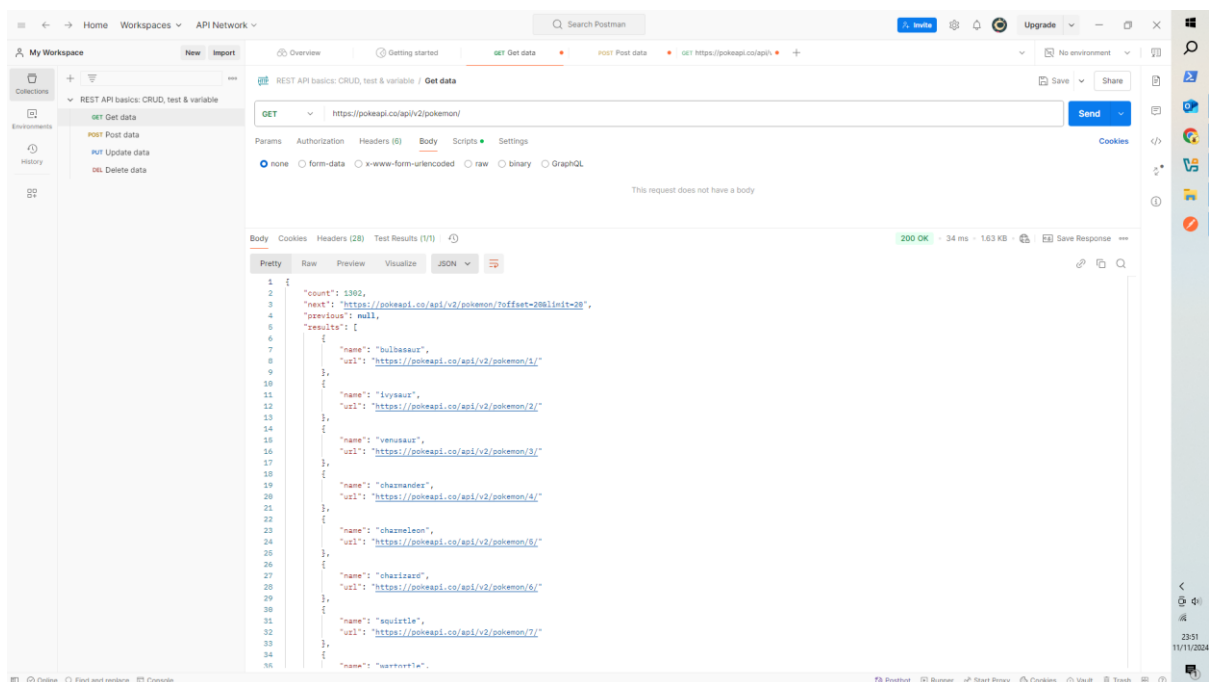 Home Workspaces API Network Search Postman Invite Upgrade
My Workspace New Import Overview Getting started GET Get data POST Post data GET https://pokeapi.co/api/v No environment
Collections
Environments
History
REST API basics: CRUD, test & variable
GET Get data
POST Post data
PUT Update data
DEL Delete data
REST API basics: CRUD, test & variable / Get data Save Share
GET https://pokeapi.co/api/v2/pokemon/ Send
Params Authorization Headers (6) Body Scripts Settings Cookies
none form-data x-www-form-urlencoded raw binary GraphQL
This request does not have a body
Body Cookies Headers (28) Test Results (1/1) 200 OK 34 ms 1.63 KB Save Response
Pretty Raw Preview Visualize JSON
1 {
2 "count": 1302,
3 "next": "https://pokeapi.co/api/v2/pokemon/?offset=20&limit=20",
4 "previous": null,
5 "results": [
6 {
7 "name": "bulbasaur",
8 "url": "https://pokeapi.co/api/v2/pokemon/1/"
9 },
10 {
11 "name": "ivysaur",
12 "url": "https://pokeapi.co/api/v2/pokemon/2/"
13 },
14 {
15 "name": "venusaur",
16 "url": "https://pokeapi.co/api/v2/pokemon/3/"
17 },
18 {
19 "name": "charmander",
20 "url": "https://pokeapi.co/api/v2/pokemon/4/"
21 },
22 {
23 "name": "charmeleon",
24 "url": "https://pokeapi.co/api/v2/pokemon/5/"
25 },
26 {
27 "name": "charizard",
28 "url": "https://pokeapi.co/api/v2/pokemon/6/"
29 },
30 {
31 "name": "squirtle",
32 "url": "https://pokeapi.co/api/v2/pokemon/7/"
33 },
34 {
35 "name": "wartortle",
Online Find and replace Console Postbot Runner Start Proxy Cookies Vault Trash
23:51
11/11/2024